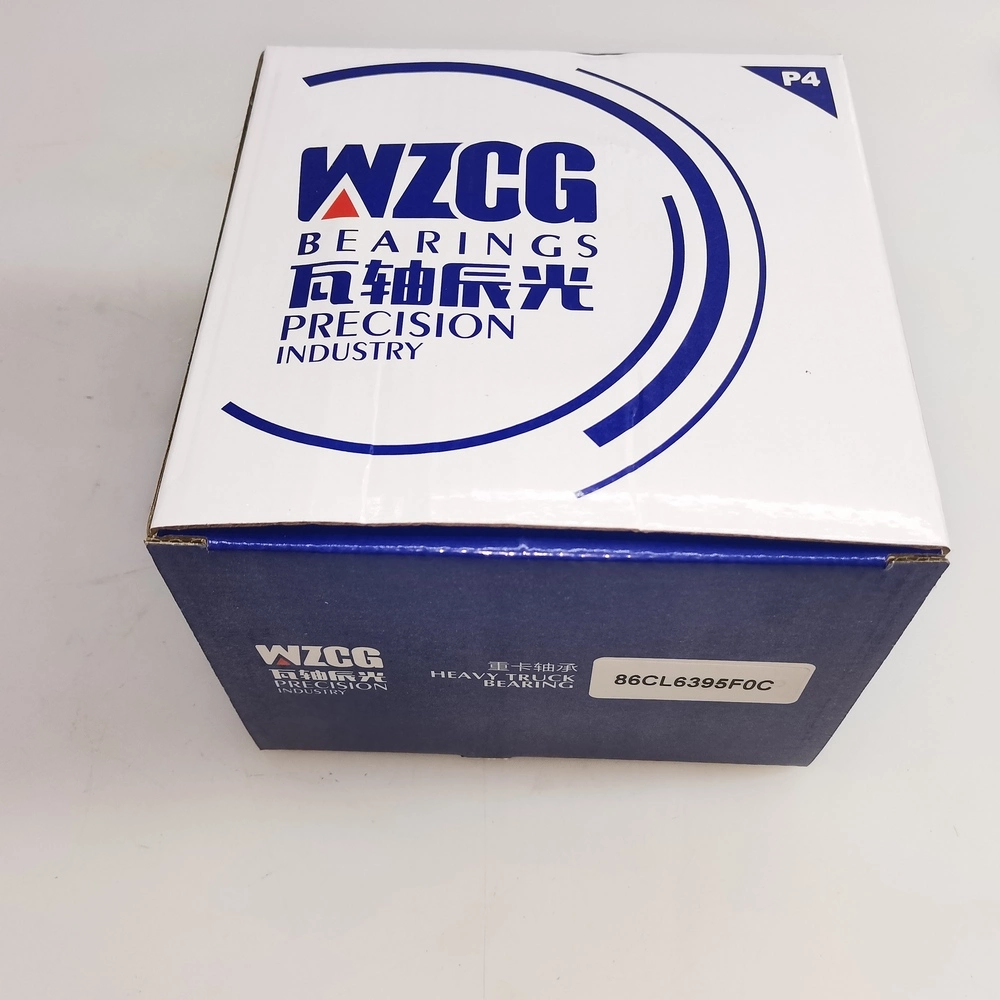 P4
WZCG
BEARINGS
瓦轴辰光
PRECISION
INDUSTRY
WZCG
瓦轴辰光
PRECISION
INDUSTRY
重卡轴承
HEAVY TRUCK
BEARING
86CL6395F0C